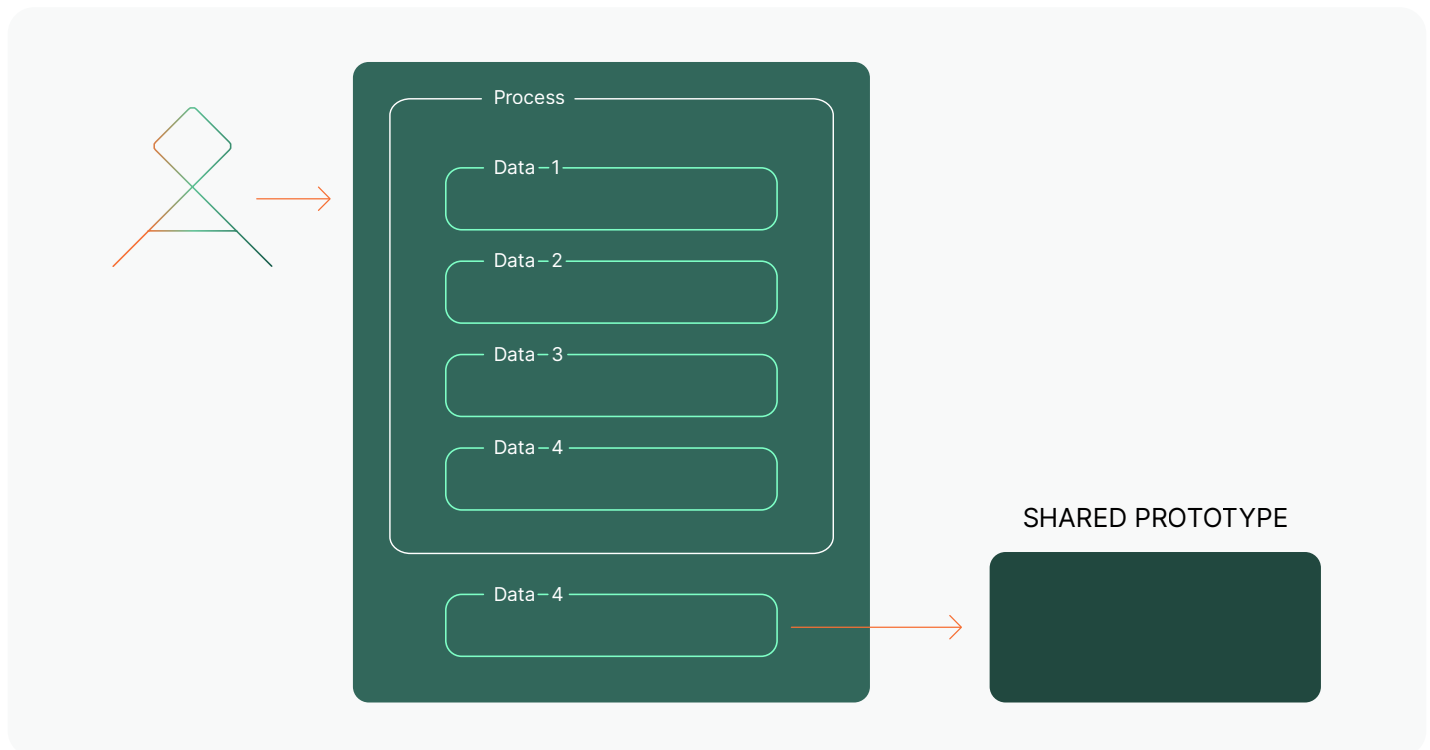 Process
Data-1
Data-2
Data-3
Data-4
SHARED PROTOTYPE
Data-4